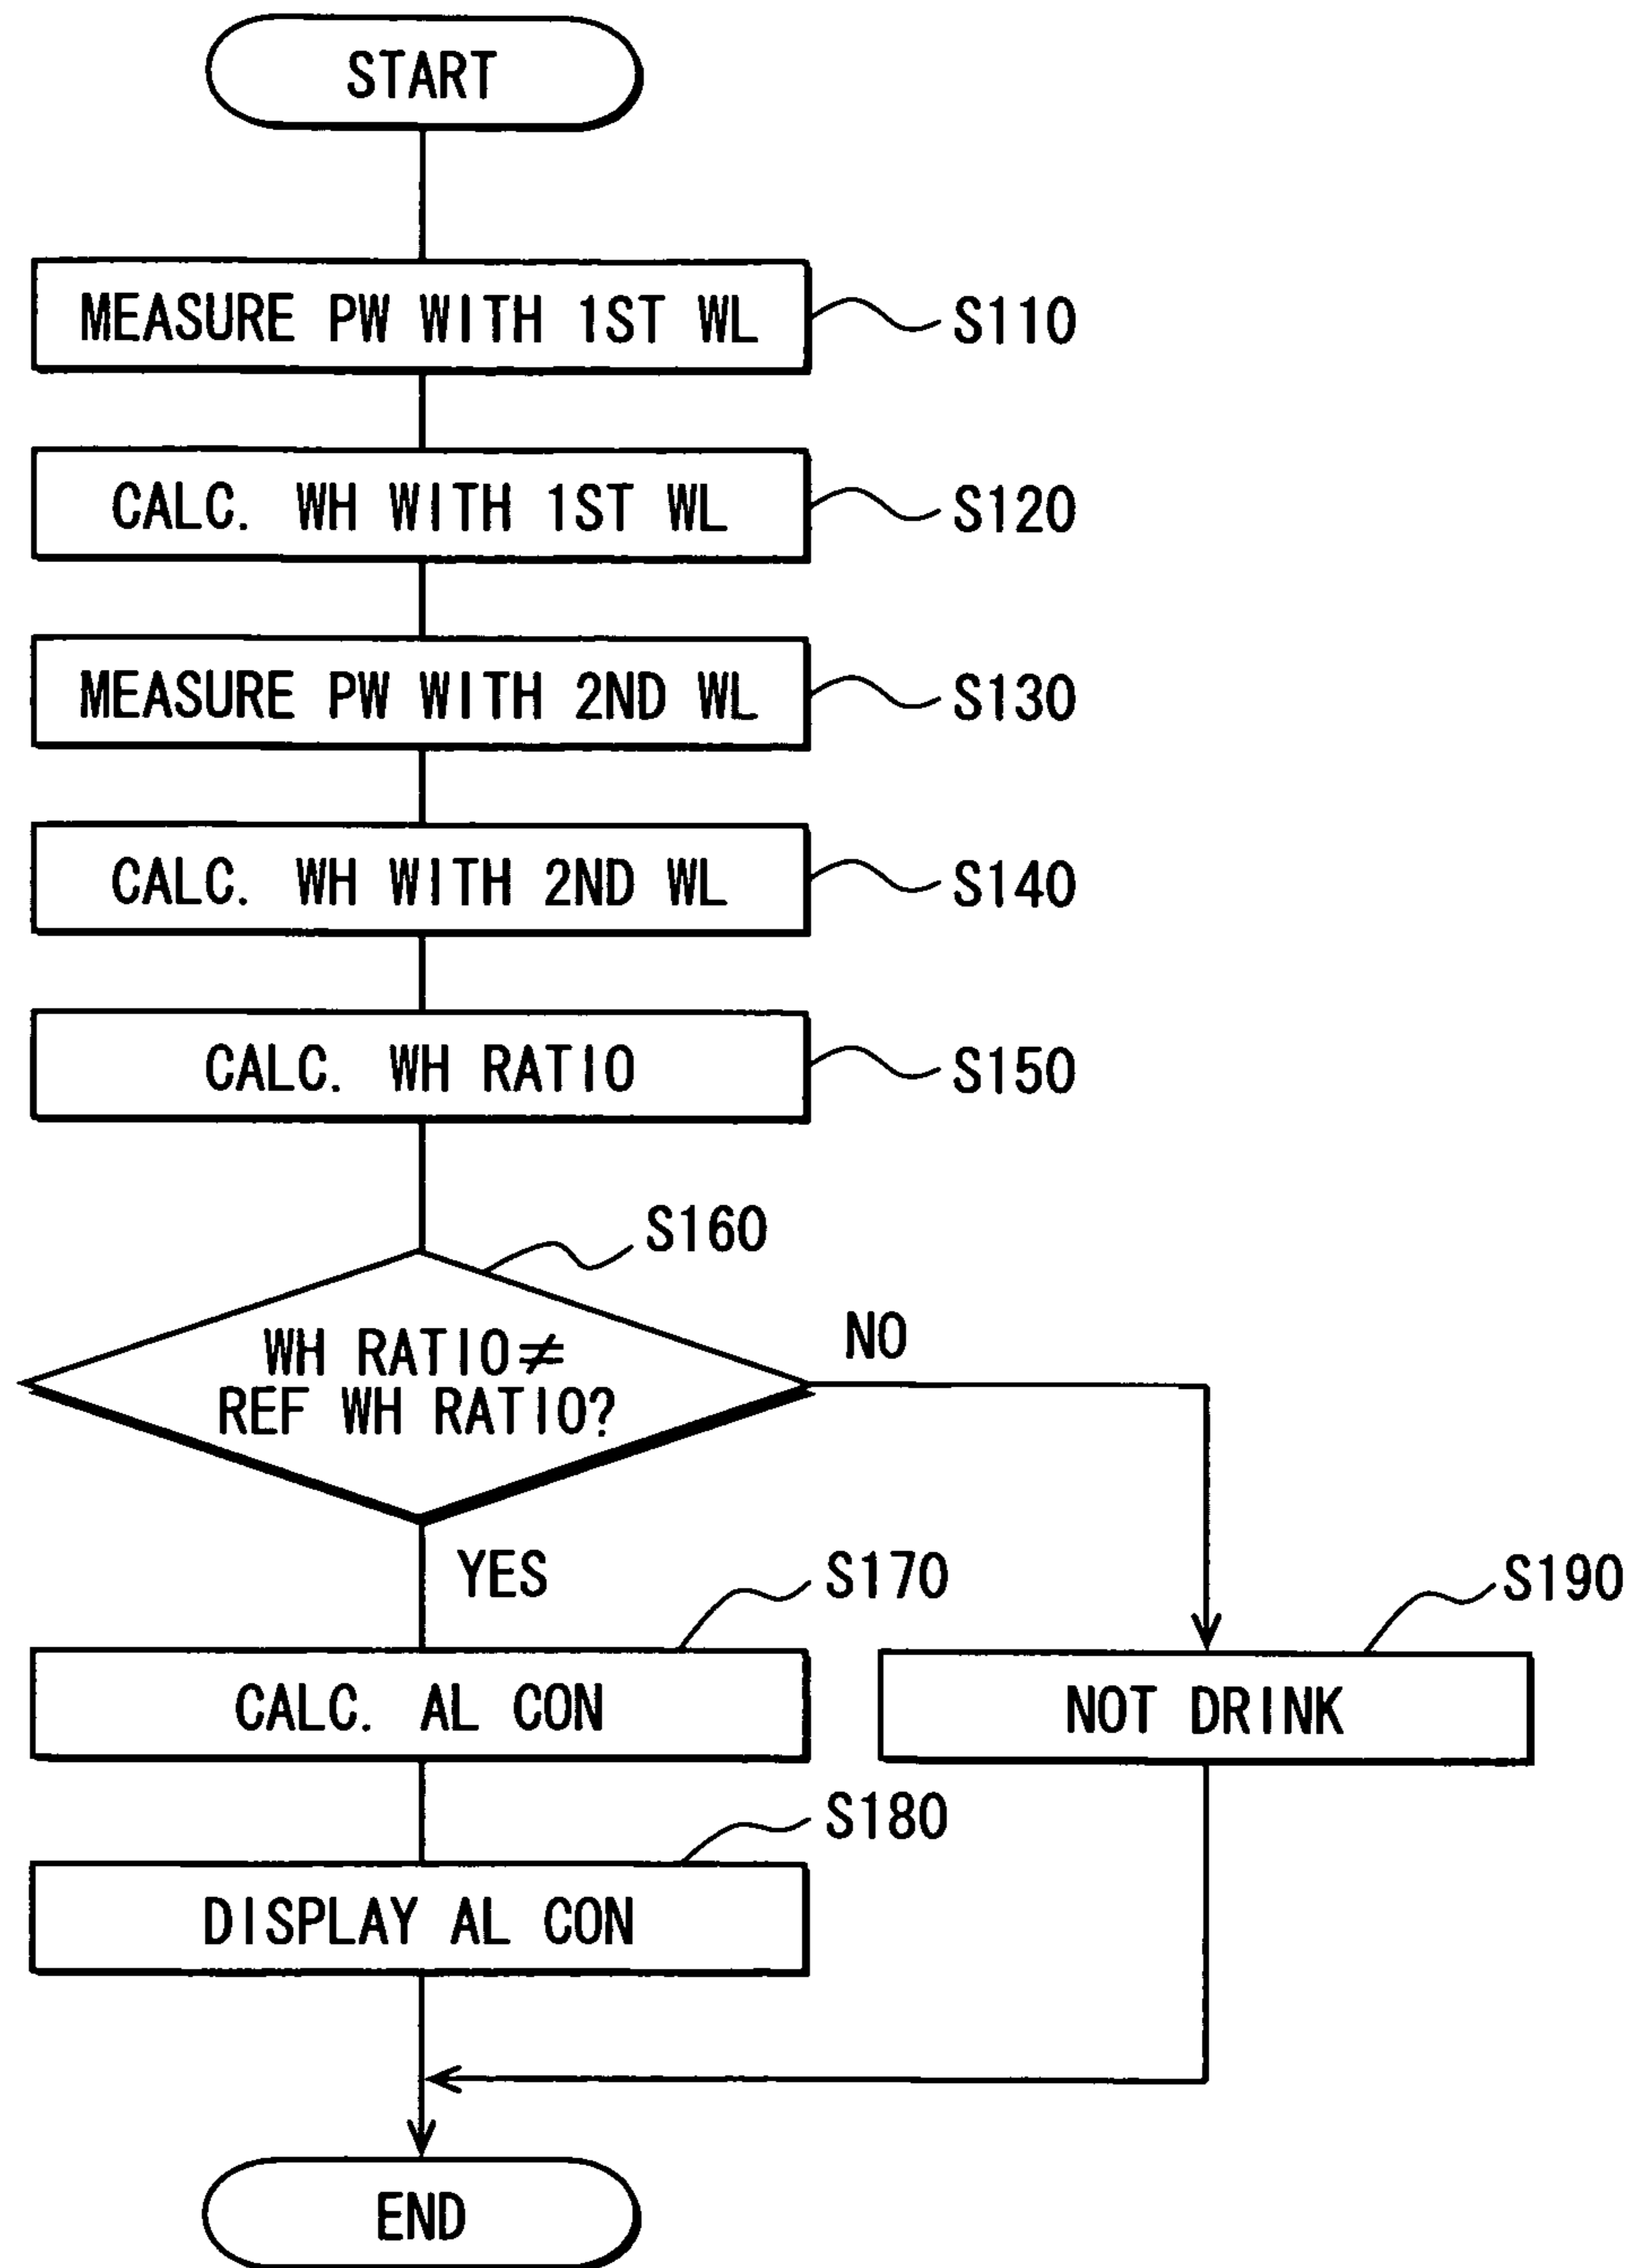 START
MEASURE PW WITH 1ST WL
S110
CALC. WH WITH 1ST WL
S120
MEASURE PW WITH 2ND WL
S130
CALC. WH WITH 2ND WL
S140
CALC. WH RATIO
S150
S160
WH RATIO≠
REF WH RATIO?
NO
YES
S170
S190
CALC. AL CON
NOT DRINK
S180
DISPLAY AL CON
END